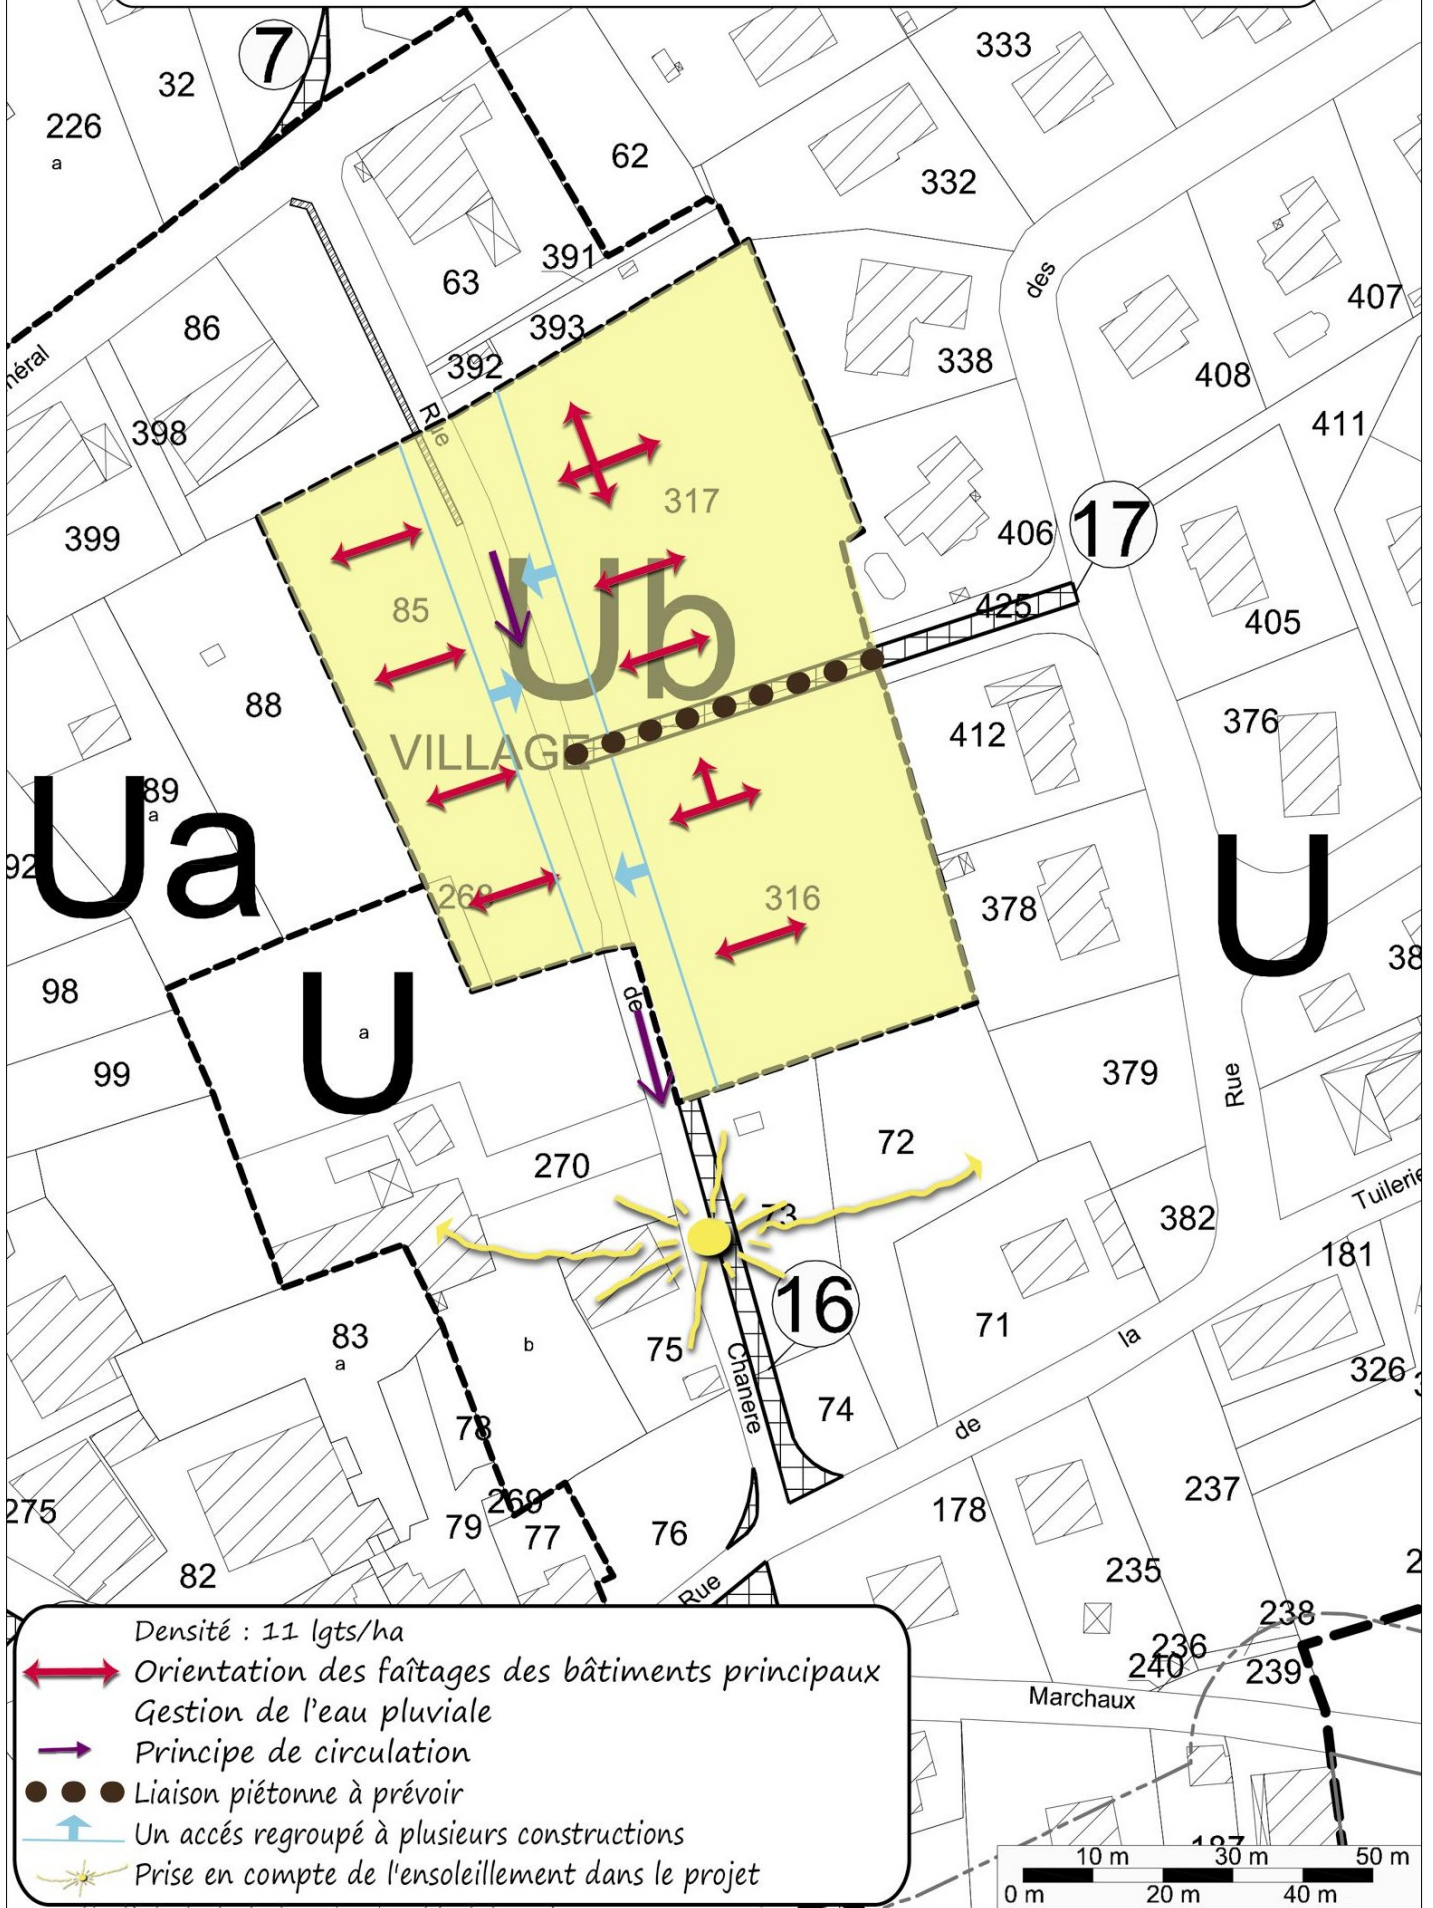 7
333
32
226
a
62
332
391
des
63
407
86
393
338
392
408
néral
Rue
411
398
317
399
406
17
85
425
405
Ub
88
376
412
VILLAGE
89
a
Ua
92
U
378
316
98
38
U
a
de
99
379
Rue
72
270
382
73
Tuilerie
181
16
71
83
a
b
75
la
326
Chanere
74
78
de
237
269
275
178
79
77
76
235
82
Rue
238
236
240
239
Marchaux
187
Densité : 11 lgts/ha
Orientation des faîtages des bâtiments principaux
Gestion de l'eau pluviale
Principe de circulation
Liaison piétonne à prévoir
Un accés regroupé à plusieurs constructions
Prise en compte de l'ensoleillement dans le projet
10 m 30 m 50 m
0 m 20 m 40 m